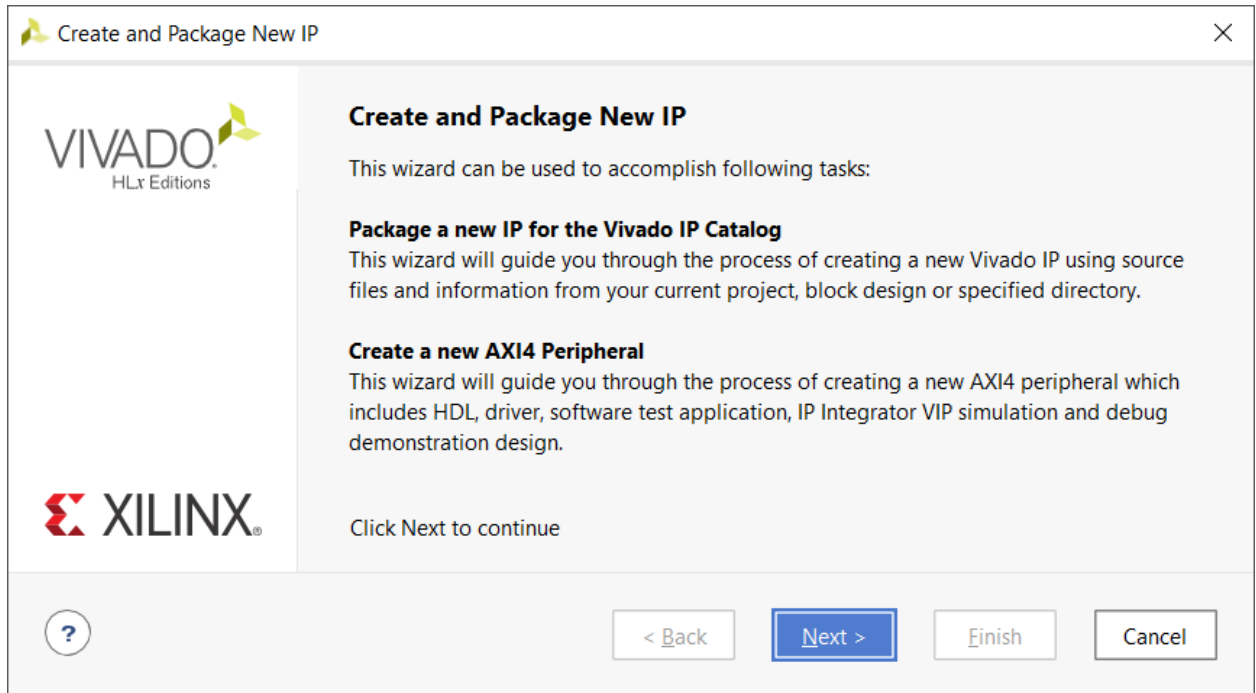 Create and Package New IP
VIVADO.
HLx Editions
Create and Package New IP
This wizard can be used to accomplish following tasks:
Package a new IP for the Vivado IP Catalog
This wizard will guide you through the process of creating a new Vivado IP using source
files and information from your current project, block design or specified directory.
Create a new AXI4 Peripheral
This wizard will guide you through the process of creating a new AXI4 peripheral which
includes HDL, driver, software test application, IP Integrator VIP simulation and debug
demonstration design.
XILINX®
Click Next to continue
?
< Back
Next >
Finish
Cancel